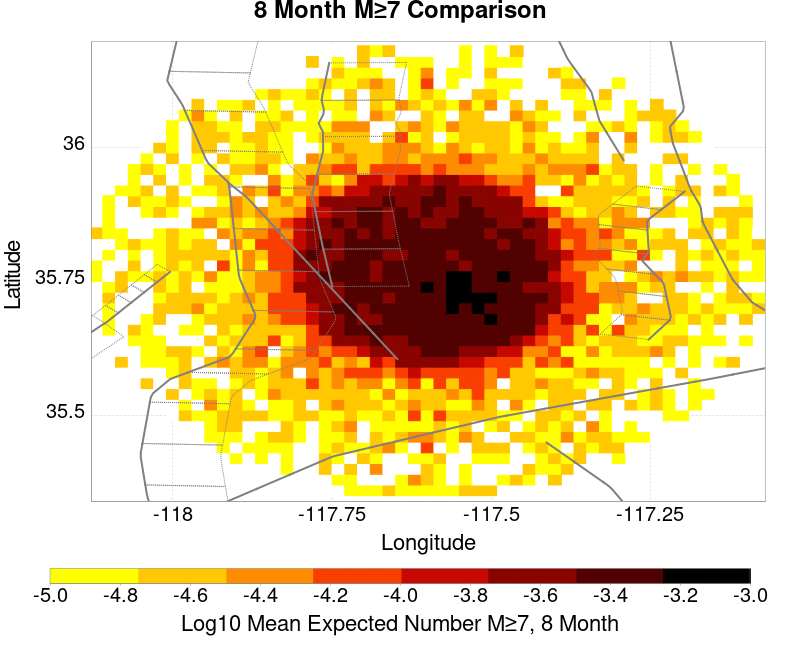 8 Month M≥7 Comparison
36
35.75
35.5
Latitude
-118 -117.75 -117.5 -117.25
Longitude
-5.0 -4.8 -4.6 -4.4 -4.2 -4.0 -3.8 -3.6 -3.4 -3.2 -3.0
Log10 Mean Expected Number M≥7, 8 Month